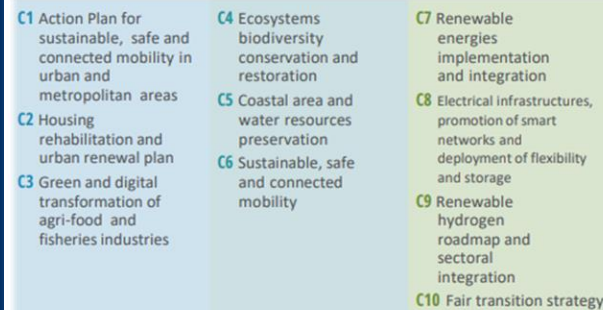 C1 Action Plan for
sustainable, safe and
connected mobility in
urban and
metropolitan areas
C2 Housing
rehabilitation and
urban renewal plan
C3 Green and digital
transformation of
agri-food and
fisheries industries
C4 Ecosystems
biodiversity
conservation and
restoration
C5 Coastal area and
water resources
preservation
C6 Sustainable, safe
and connected
mobility
C7 Renewable
energies
implementation
and integration
C8 Electrical infrastructures,
promotion of smart
networks and
deployment of flexibility
and storage
C9 Renewable
hydrogen
roadmap and
sectoral
integration
C10 Fair transition strategy